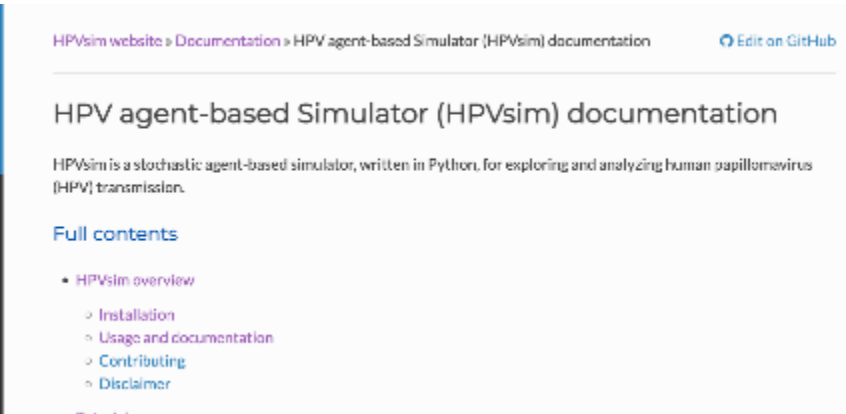 HPVsim website » Documentation » HPV agent-based Simulator (HPVsim) documentation Edit on GitHub
HPV agent-based Simulator (HPVsim) documentation
HPVsim is a stochastic agent-based simulator, written in Python, for exploring and analyzing human papillomavirus
(HPV) transmission.
Full contents
• HPVsim overview
◦ Installation
◦ Usage and documentation
◦ Contributing
◦ Disclaimer